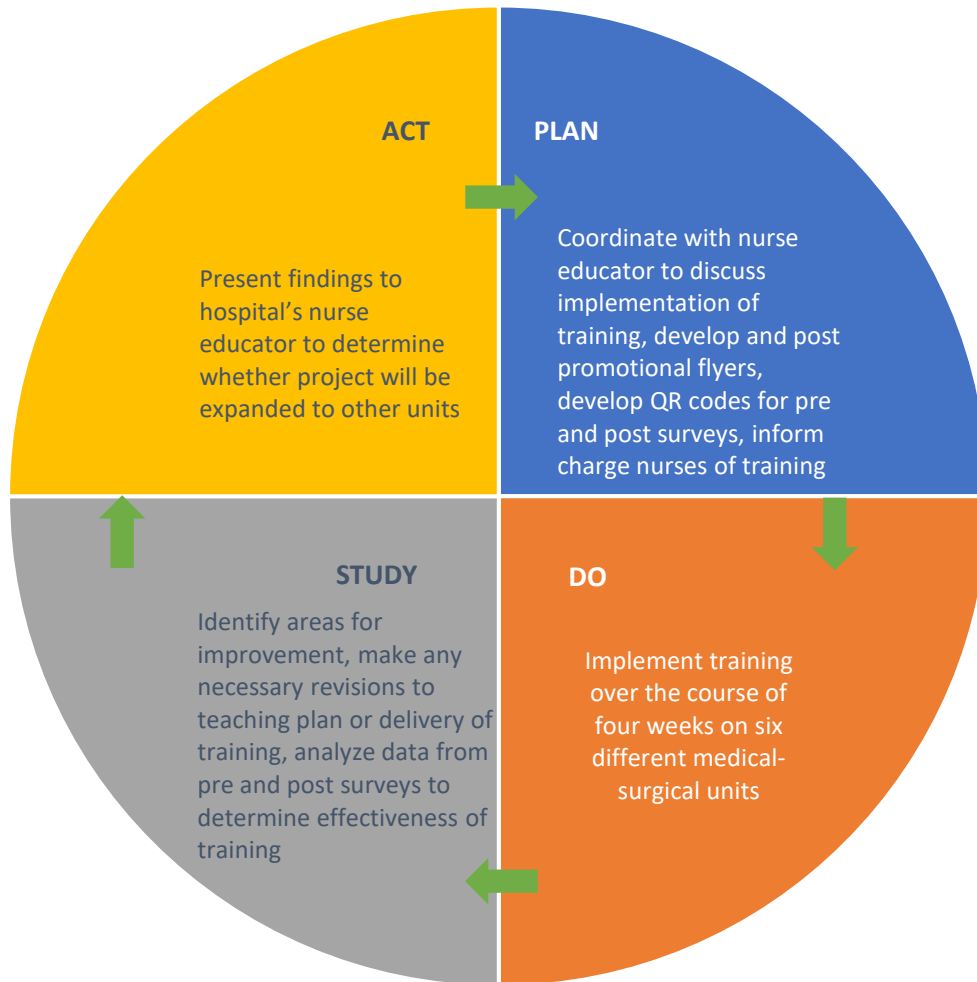 ACT
Present findings to
hospital's nurse
educator to determine
whether project will be
expanded to other units
PLAN
Coordinate with nurse
educator to discuss
implementation of
training, develop and post
promotional flyers,
develop QR codes for pre
and post surveys, inform
charge nurses of training
STUDY
Identify areas for
improvement, make any
necessary revisions to
teaching plan or delivery of
training, analyze data from
pre and post surveys to
determine effectiveness of
training
DO
Implement training
over the course of
four weeks on six
different medical-
surgical units